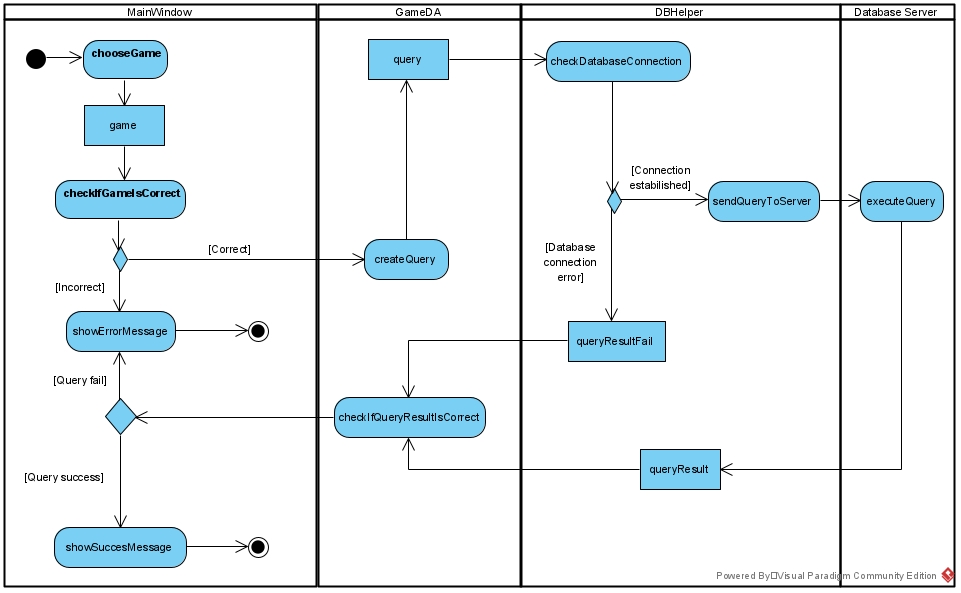 MainWindow
GameDA
DBHelper
Database Server
chooseGame
query
checkDatabaseConnection
game
[Connection
estabilished]
checkIfGameIsCorrect
sendQueryToServer
executeQuery
[Correct]
createQuery
[Database
connection
error]
[Incorrect]
showErrorMessage
queryResultFail
[Query fail]
checkIfQueryResultIsCorrect
queryResult
[Query success]
showSuccesMessage
Powered By Visual Paradigm Community Edition